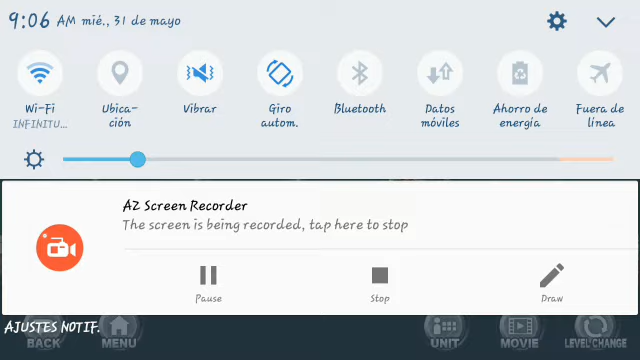 9:06 AM mié., 31 de mayo
Wi-Fi
INFINITU...
Ubica-
ción
Vibrar
Giro
autom.
Bluetooth
Datos
móviles
Ahorro de
energía
Fuera de
línea
AZ Screen Recorder
The screen is being recorded, tap here to stop
Pause
Stop
Draw
AJUSTES NOTIF.
BACK
MENU
UNIT
MOVIE
LEVEL CHANGE